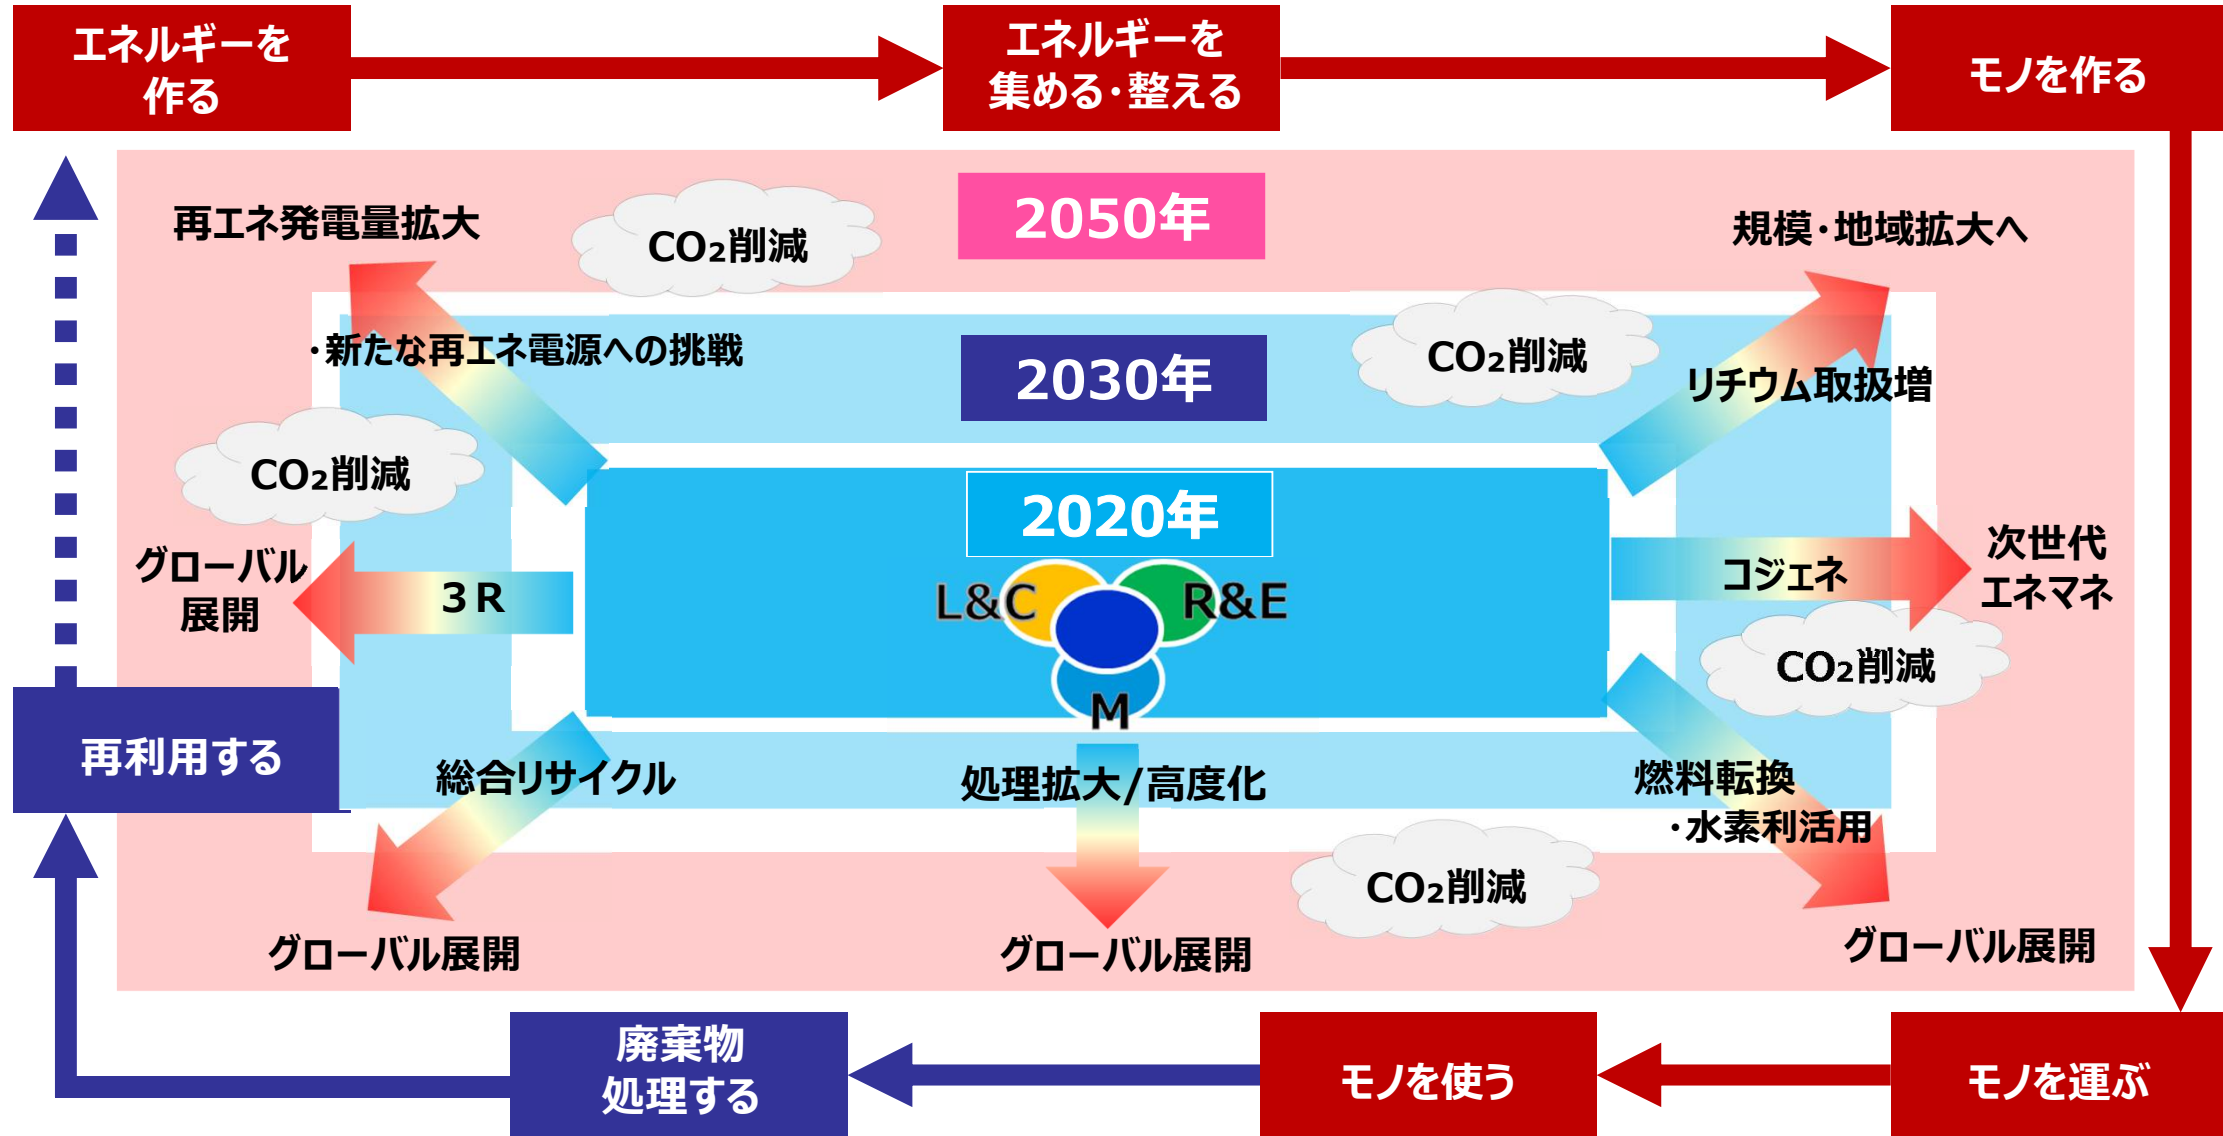 エネルギーを
作る
エネルギーを
集める・整える
モノを作る
2050年
再エネ発電量拡大
CO₂削減
規模・地域拡大へ
・新たな再エネ電源への挑戦
2030年
CO₂削減
リチウム取扱増
CO₂削減
2020年
グローバル
展開
3R
L&C
R&E
M
コジェネ
次世代
エネマネ
CO₂削減
再利用する
総合リサイクル
処理拡大/高度化
燃料転換
・水素利活用
CO₂削減
グローバル展開
グローバル展開
グローバル展開
廃棄物
処理する
モノを使う
モノを運ぶ